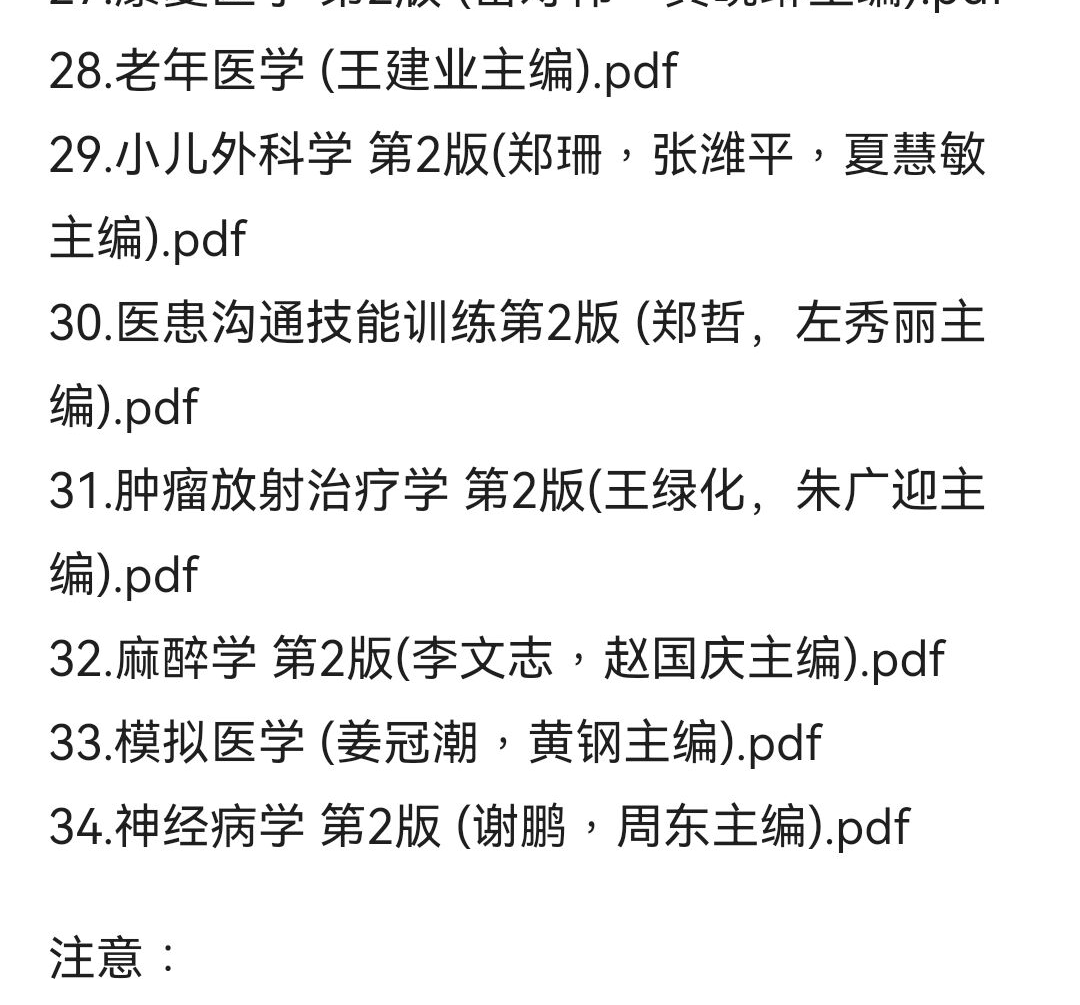 28.老年医学 (王建业主编).pdf
29.小儿外科学 第2版(郑珊，张潍平，夏慧敏
主编).pdf
30.医患沟通技能训练第2版 (郑哲，左秀丽主
编).pdf
31.肿瘤放射治疗学 第2版(王绿化，朱广迎主
编).pdf
32.麻醉学 第2版(李文志，赵国庆主编).pdf
33.模拟医学 (姜冠潮，黄钢主编).pdf
34.神经病学 第2版 (谢鹏，周东主编).pdf
注意：